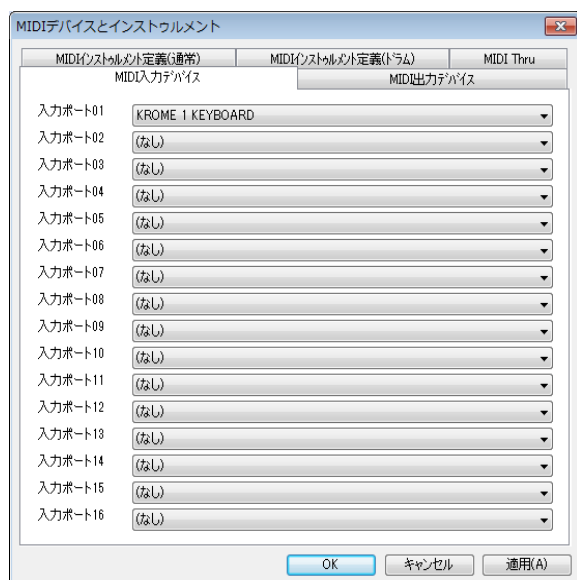 MIDIデバイスとインストゥルメント
MIDIインストゥルメント定義(通常) MIDIインストゥルメント定義(ドラム) MIDI Thru
MIDI入力デバイス MIDI出力デバイス
入力ポート01 KROME 1 KEYBOARD
入力ポート02 (なし)
入力ポート03 (なし)
入力ポート04 (なし)
入力ポート05 (なし)
入力ポート06 (なし)
入力ポート07 (なし)
入力ポート08 (なし)
入力ポート09 (なし)
入力ポート10 (なし)
入力ポート11 (なし)
入力ポート12 (なし)
入力ポート13 (なし)
入力ポート14 (なし)
入力ポート15 (なし)
入力ポート16 (なし)
OK キャンセル 適用(A)